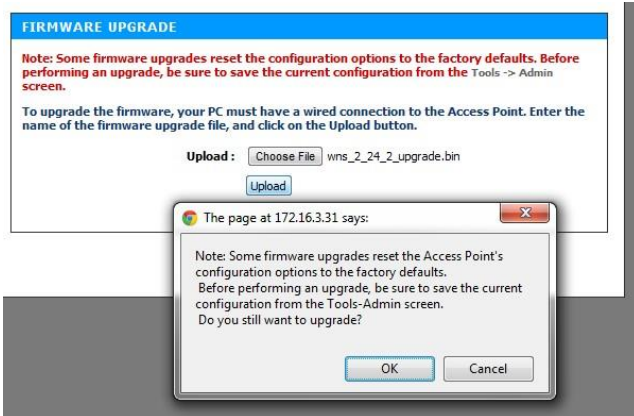 FIRMWARE UPGRADE
Note: Some firmware upgrades reset the configuration options to the factory defaults. Before
performing an upgrade, be sure to save the current configuration from the Tools -> Admin
screen.
To upgrade the firmware, your PC must have a wired connection to the Access Point. Enter the
name of the firmware upgrade file, and click on the Upload button.
Upload : Choose File wns_2_24_2_upgrade.bin
Upload
The page at 172.16.3.31 says:
Note: Some firmware upgrades reset the Access Point's
configuration options to the factory defaults.
Before performing an upgrade, be sure to save the current
configuration from the Tools-Admin screen.
Do you still want to upgrade?
OK Cancel